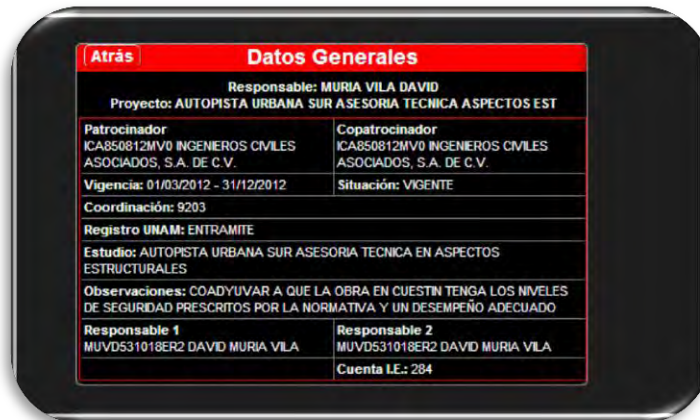 Atrás
Datos Generales
Responsable: MURIA VILA DAVID
Proyecto: AUTOPISTA URBANA SUR ASESORIA TECNICA ASPECTOS EST
Patrocinador
ICA850812MV0 INGENIEROS CIVILES
ASOCIADOS, S.A. DE C.V.
Copatrocinador
ICA850812MV0 INGENIEROS CIVILES
ASOCIADOS, S.A. DE C.V.
Vigencia: 01/03/2012 - 31/12/2012
Situación: VIGENTE
Coordinación: 9203
Registro UNAM: ENTRAMITE
Estudio: AUTOPISTA URBANA SUR ASESORIA TECNICA EN ASPECTOS
ESTRUCTURALES
Observaciones: COADYUVAR A QUE LA OBRA EN CUESTIN TENGA LOS NIVELES
DE SEGURIDAD PRESCRITOS POR LA NORMATIVA Y UN DESEMPEÑO ADECUADO
Responsable 1
MUVD531018ER2 DAVID MURIA VILA
Responsable 2
MUVD531018ER2 DAVID MURIA VILA
Cuenta I.E.: 284